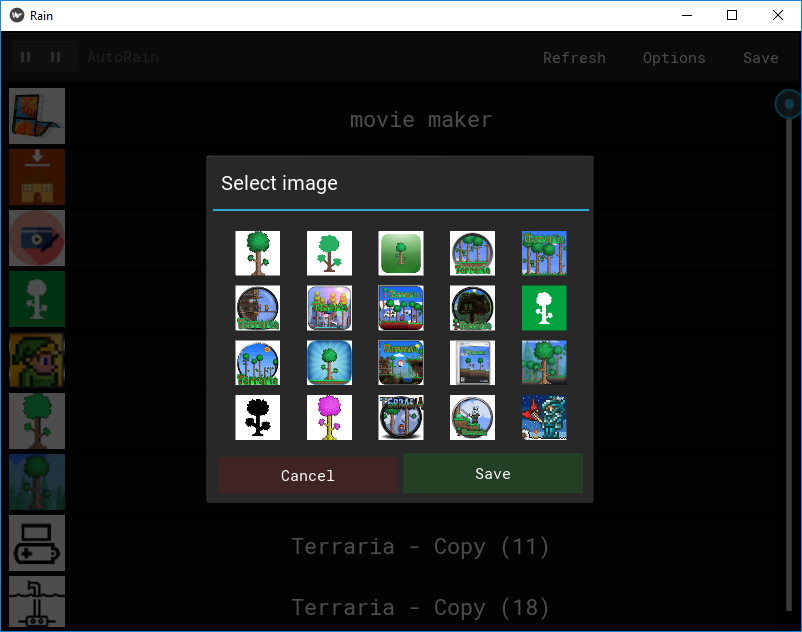 Rain
AutoRain
Refresh Options Save
movie maker
Select image
Cancel Save
Terraria - Copy (11)
Terraria - Copy (18)